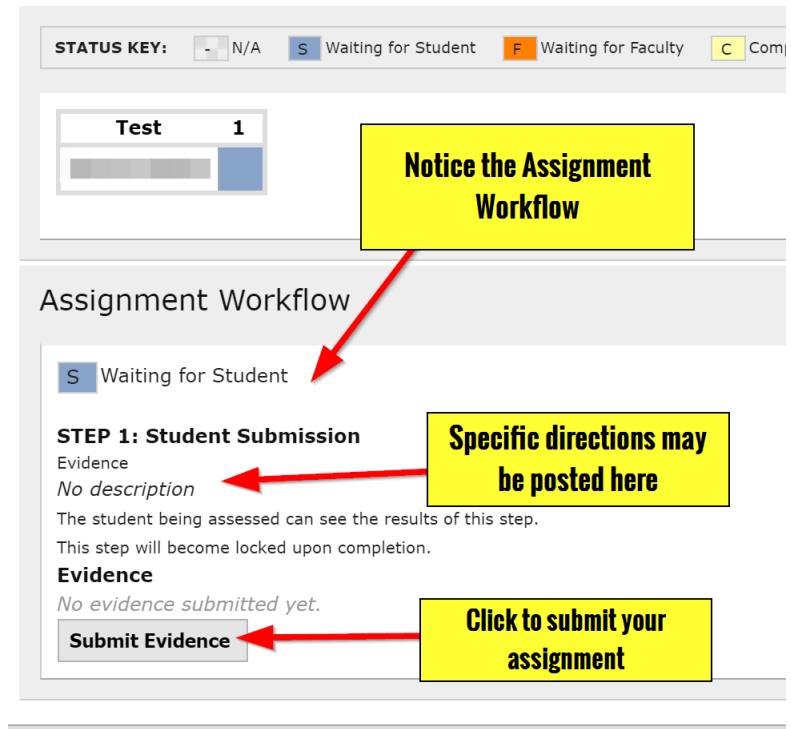 STATUS KEY: - N/A S Waiting for Student F Waiting for Faculty C Comp
Test 1
Notice the Assignment
Workflow
Assignment Workflow
S Waiting for Student
STEP 1: Student Submission
Evidence
No description
Specific directions may
be posted here
The student being assessed can see the results of this step.
This step will become locked upon completion.
Evidence
No evidence submitted yet.
Submit Evidence
Click to submit your
assignment